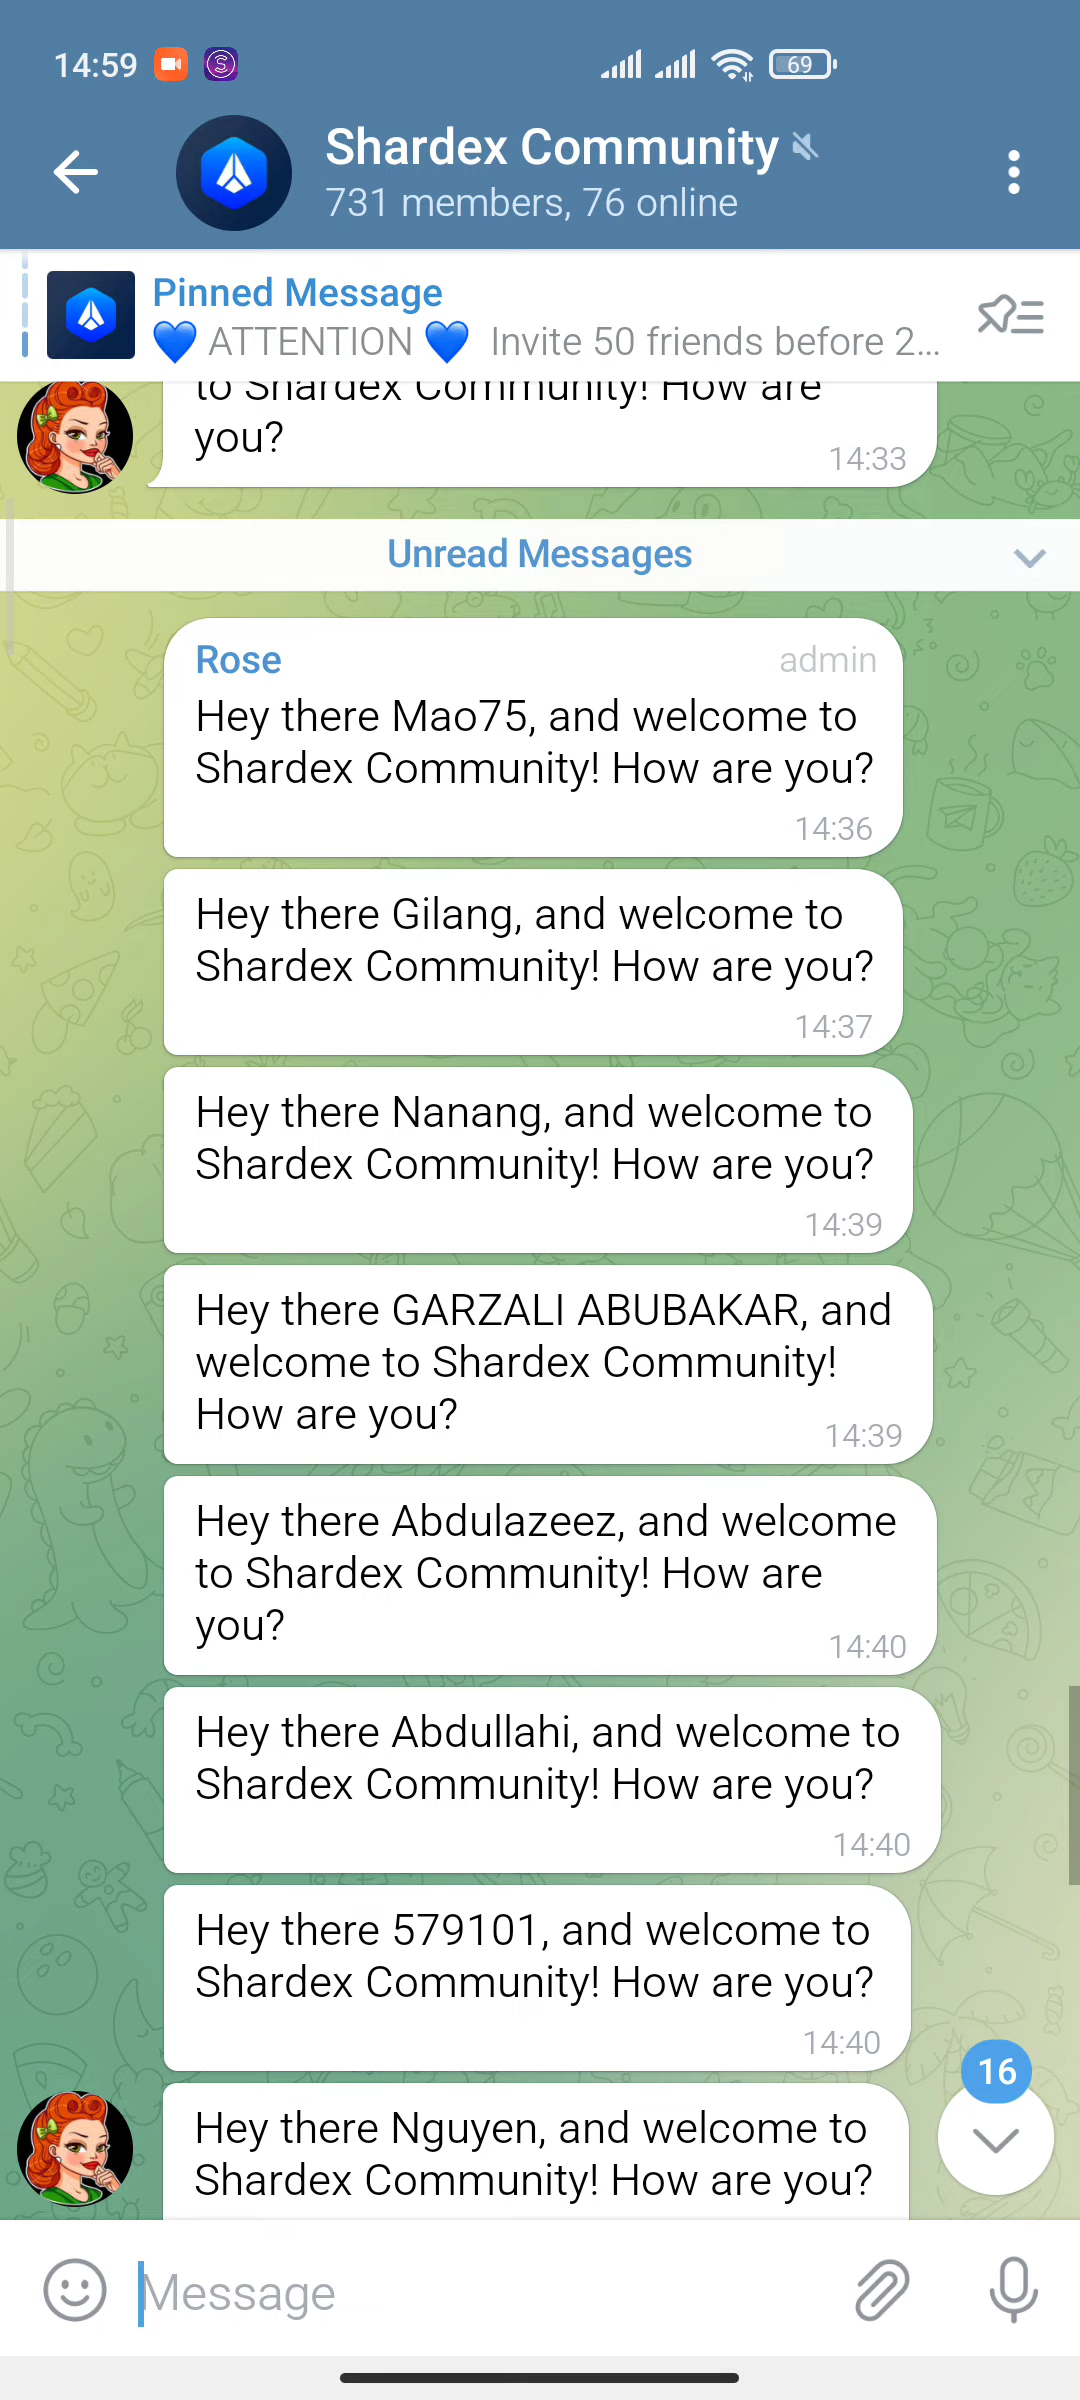 14:59
69
Shardex Community
731 members, 76 online
Pinned Message
💙 ATTENTION 💙 Invite 50 friends before 2...
to Shardex Community! How are
you?
14:33
Unread Messages
Rose
admin
Hey there Mao75, and welcome to
Shardex Community! How are you?
14:36
Hey there Gilang, and welcome to
Shardex Community! How are you?
14:37
Hey there Nanang, and welcome to
Shardex Community! How are you?
14:39
Hey there GARZALI ABUBAKAR, and
welcome to Shardex Community!
How are you?
14:39
Hey there Abdulazeez, and welcome
to Shardex Community! How are
you?
14:40
Hey there Abdullahi, and welcome to
Shardex Community! How are you?
14:40
Hey there 579101, and welcome to
Shardex Community! How are you?
14:40
16
Hey there Nguyen, and welcome to
Shardex Community! How are you?
Message